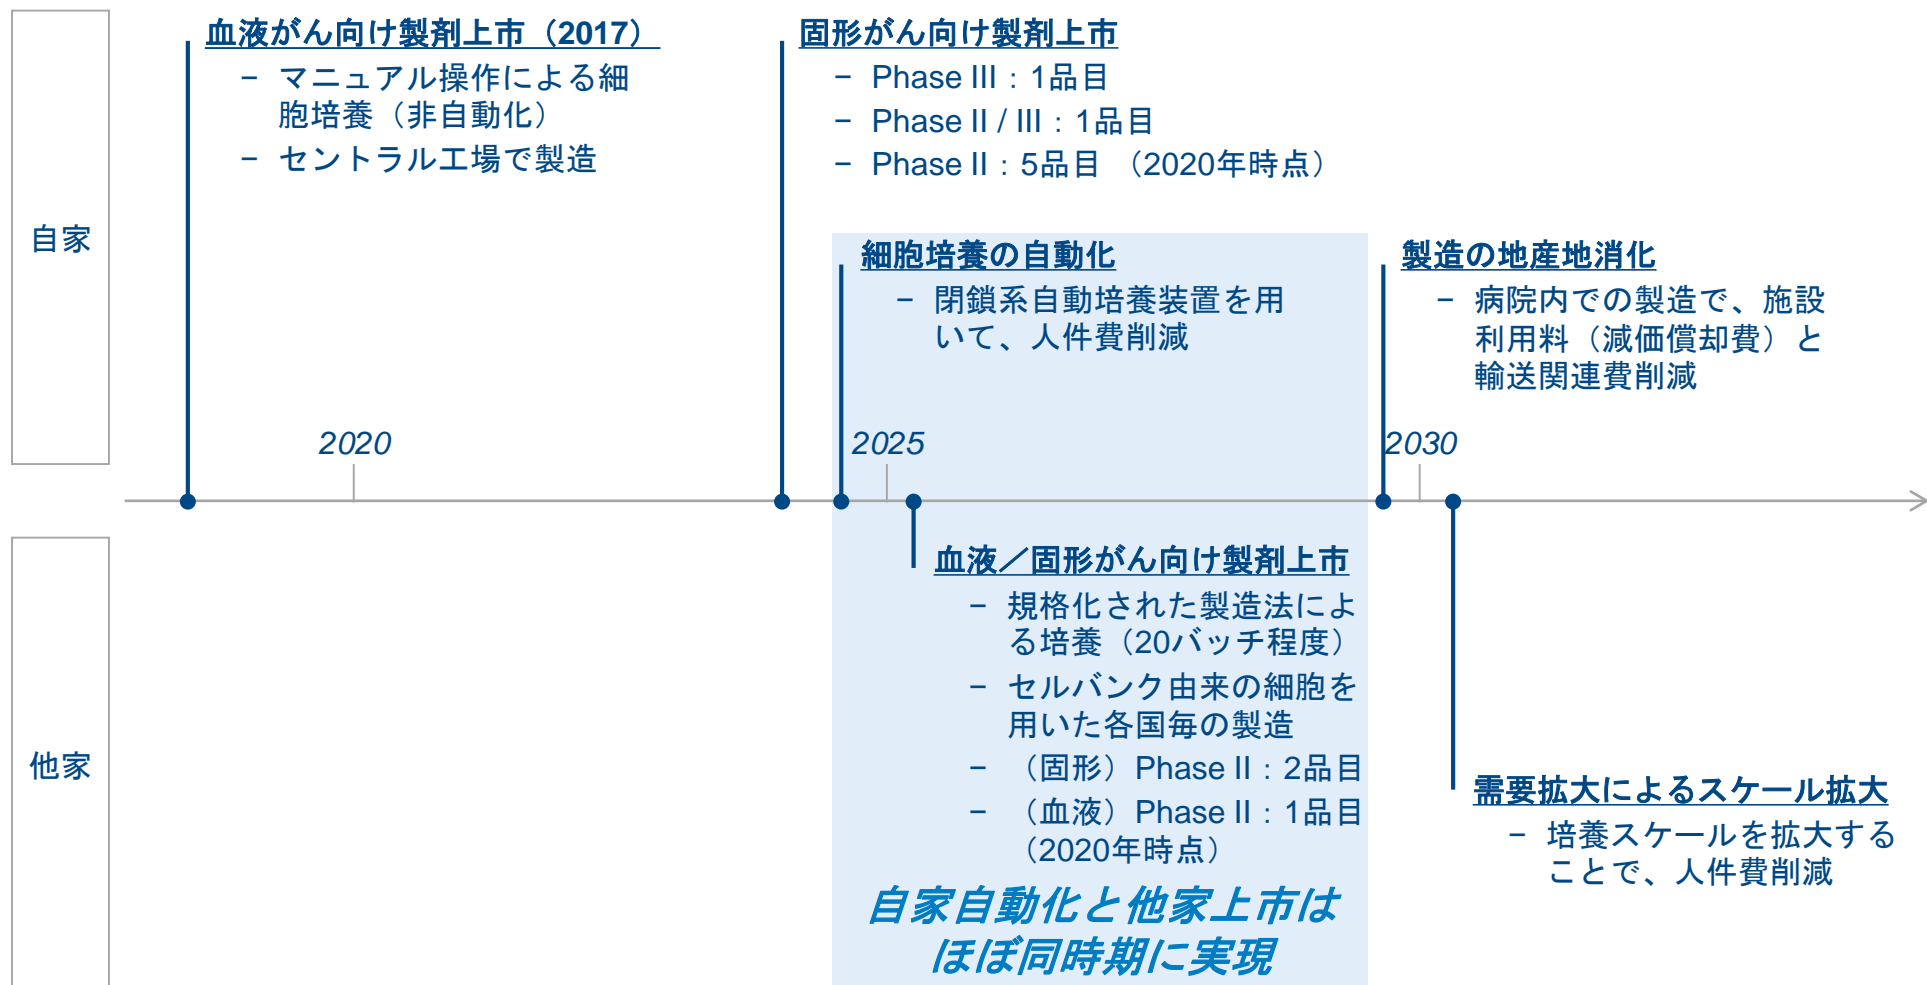 自家
血液がん向け製剤上市（2017）
－ マニュアル操作による細
胞培養（非自動化）
－ セントラル工場で製造
固形がん向け製剤上市
－ Phase III：1品目
－ Phase II / III：1品目
－ Phase II：5品目 （2020年時点）
細胞培養の自動化
－ 閉鎖系自動培養装置を用
いて、人件費削減
製造の地産地消化
－ 病院内での製造で、施設
利用料（減価償却費）と
輸送関連費削減
2020
2025
2030
他家
血液／固形がん向け製剤上市
－ 規格化された製造法によ
る培養（20バッチ程度）
－ セルバンク由来の細胞を
用いた各国毎の製造
－ （固形）Phase II：2品目
－ （血液）Phase II：1品目
（2020年時点）
需要拡大によるスケール拡大
－ 培養スケールを拡大する
ことで、人件費削減
自家自動化と他家上市は
ほぼ同時期に実現